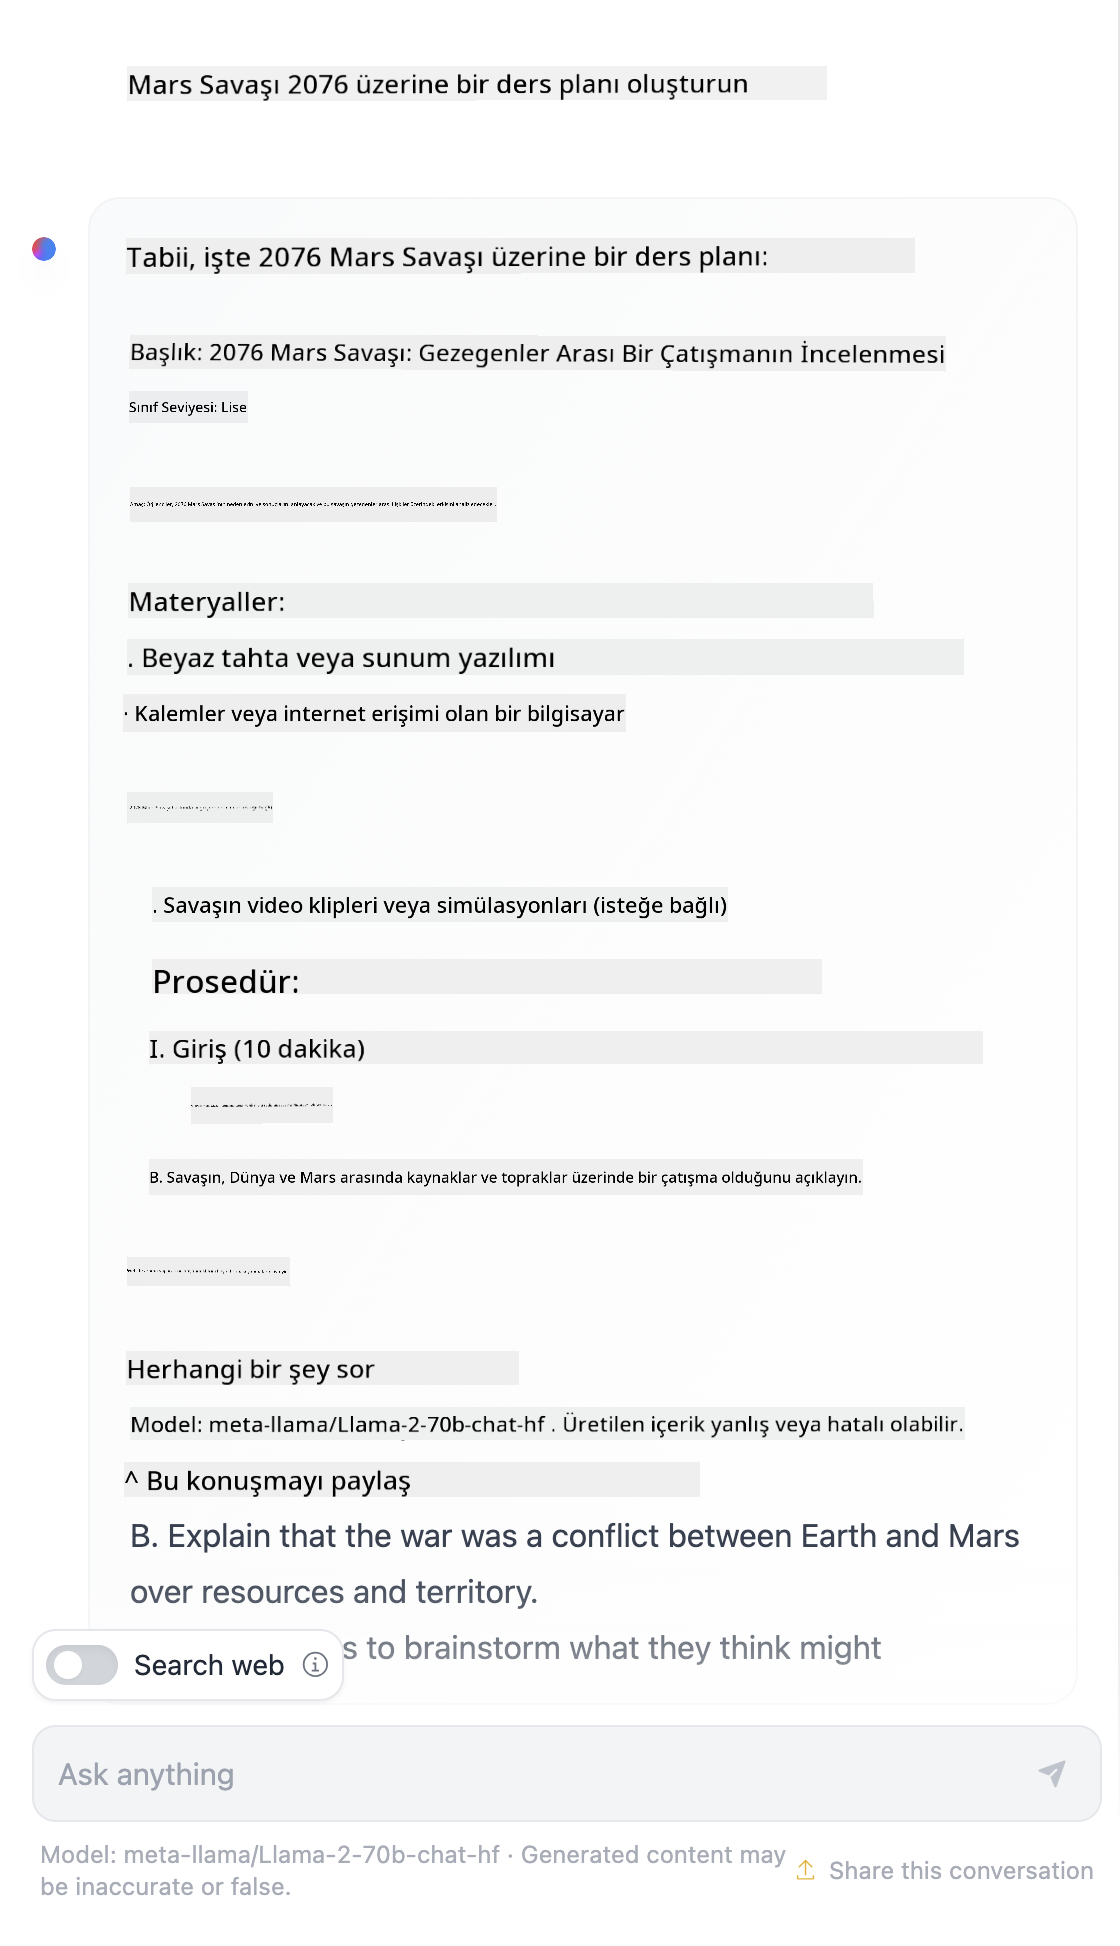 Mars Savaşı 2076 üzerine bir ders planı oluşturun
Tabii, işte 2076 Mars Savaşı üzerine bir ders planı:
Başlık: 2076 Mars Savaşı: Gezegenler Arası Bir Çatışmanın İncelenmesi
Sınıf Seviyesi: Lise
Materyaller:
. Beyaz tahta veya sunum yazılımı
· Kalemler veya internet erişimi olan bir bilgisayar
. Savaşın video klipleri veya simülasyonları (isteğe bağlı)
Prosedür:
I. Giriş (10 dakika)
B. Savaşın, Dünya ve Mars arasında kaynaklar ve topraklar üzerinde bir çatışma olduğunu açıklayın.
Herhangi bir şey sor
Model: meta-llama/Llama-2-70b-chat-hf . Üretilen içerik yanlış veya hatalı olabilir.
^ Bu konuşmayı paylaş
B. Explain that the war was a conflict between Earth and Mars
over resources and territory.
s to brainstorm what they think might
Search web
Ask anything
Model: meta-llama/Llama-2-70b-chat-hf · Generated content may
be inaccurate or false.
Share this conversation